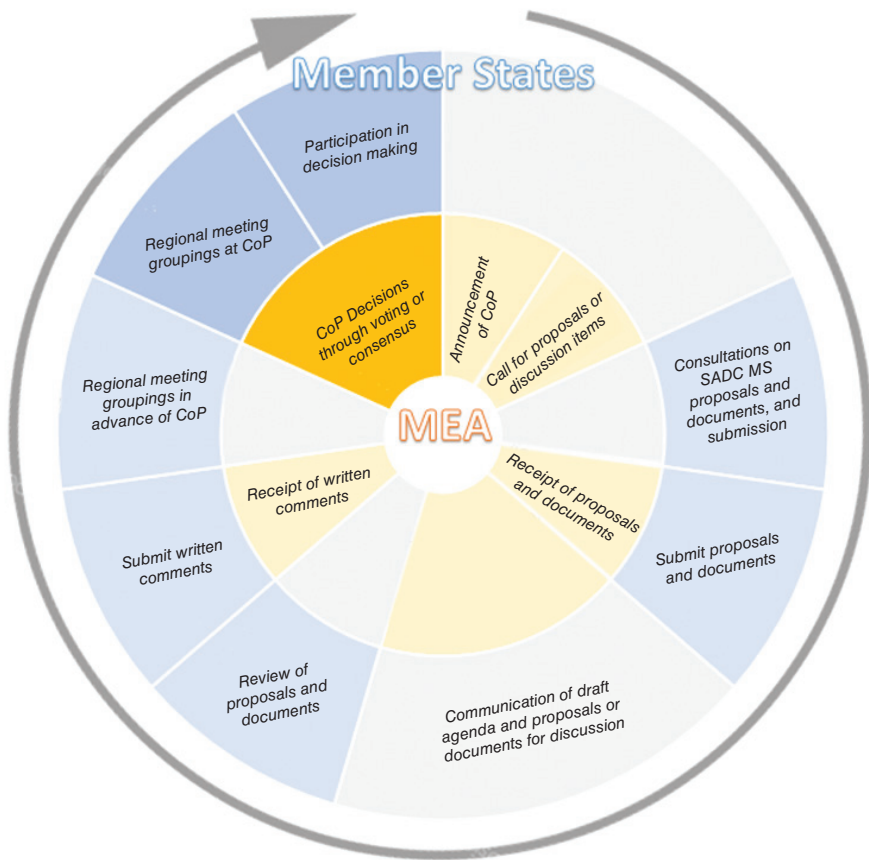 Member States
Participation in
decision making
Regional meeting
groupings at CoP
CoP Decisions
through voting or
consensus
Announcement
of CoP
Call for proposals or
discussion items
Consultations on
SADC MS
proposals and
documents, and
submission
Regional meeting
groupings in
advance of CoP
MEA
Receipt of proposals
and documents
Receipt of written
comments
Submit proposals
and documents
Submit written
comments
Review of
proposals and
documents
Communication of draft
agenda and proposals or
documents for discussion